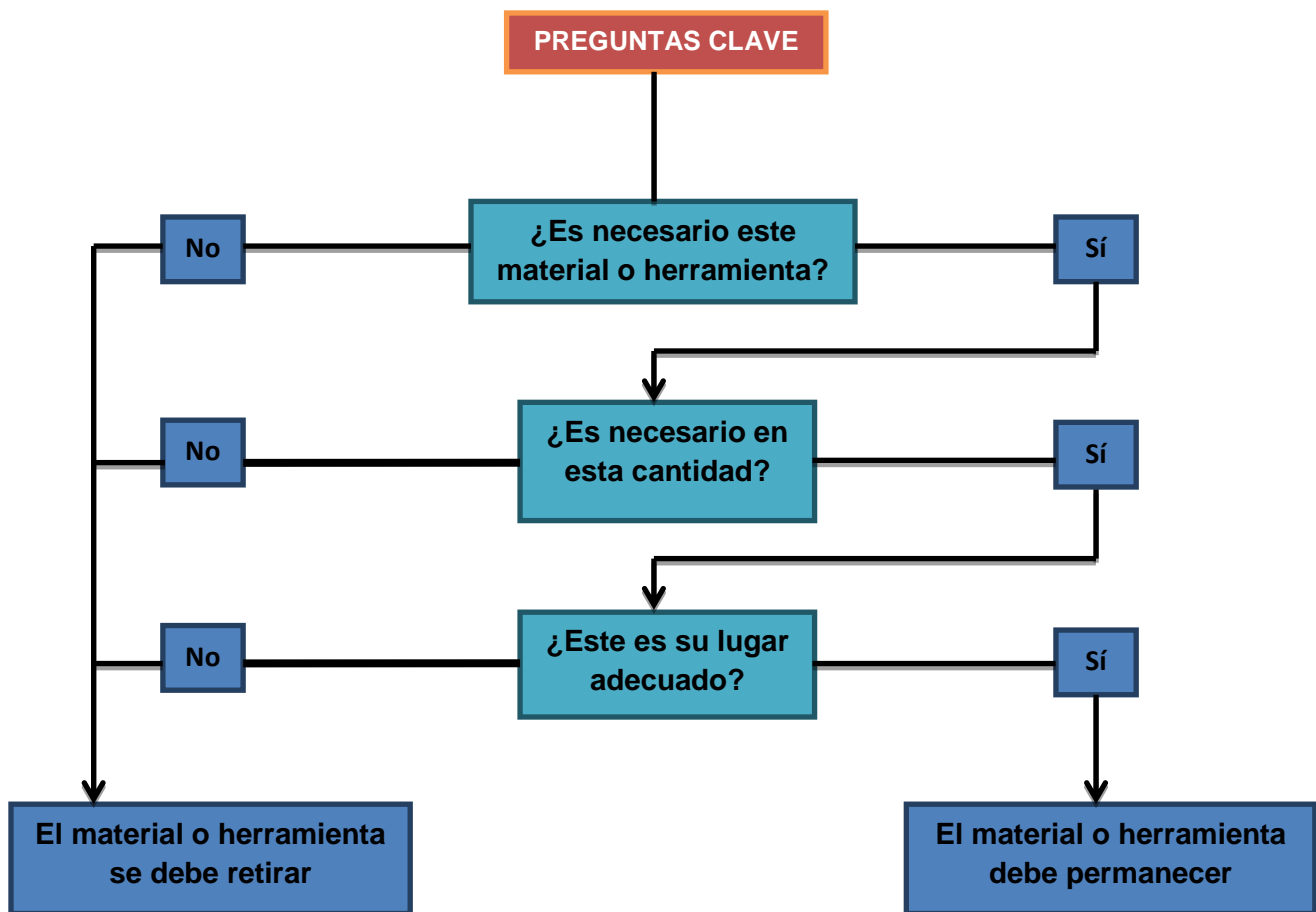 PREGUNTAS CLAVE
No
¿Es necesario este
material o herramienta?
Sí
No
¿Es necesario en
esta cantidad?
Sí
No
¿Este es su lugar
adecuado?
Sí
El material o herramienta
se debe retirar
El material o herramienta
debe permanecer